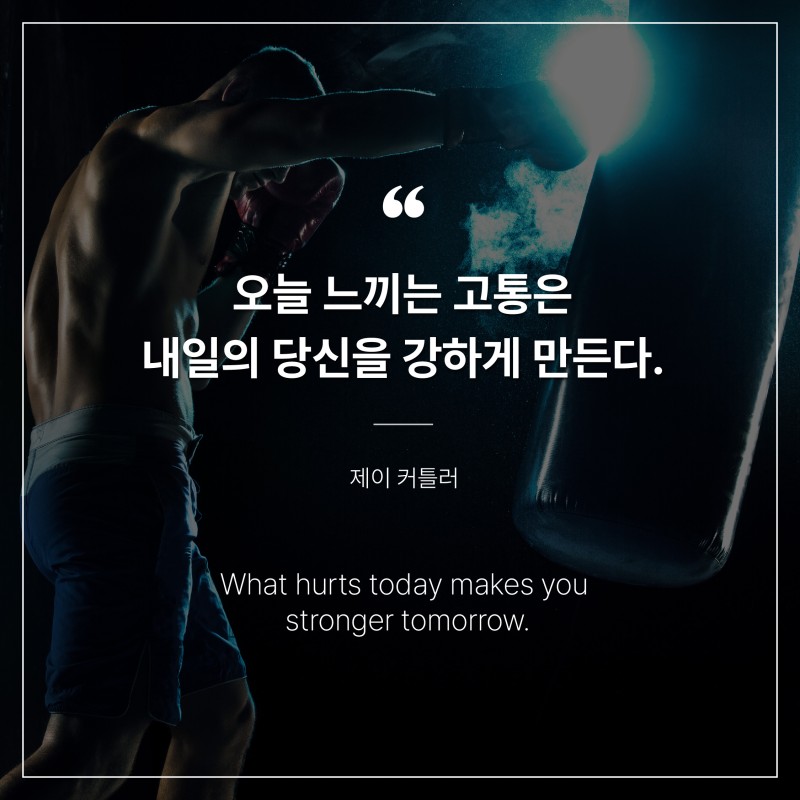 “
오늘 느끼는 고통은
내일의 당신을 강하게 만든다.
제이 커틀러
What hurts today makes you
stronger tomorrow.